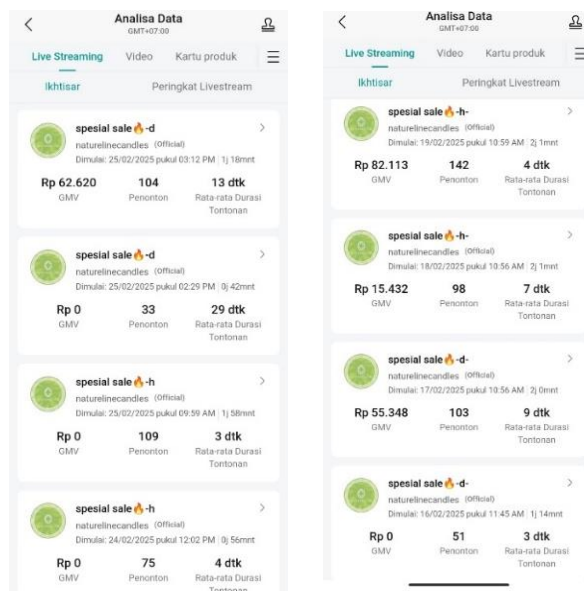 Analisa Data
GMT+07:00
Live Streaming Video Kartu produk
Ikhtisar Peringkat Livestream
spesial sale🔥-d
naturelinecandles (Official)
Dimulai: 25/02/2025 pukul 03:12 PM | 1j 18mnt
Rp 62.620 104 13 dtk
GMV Penonton Rata-rata Durasi
Tontonan
spesial sale🔥-d
naturelinecandles (Official)
Dimulai: 25/02/2025 pukul 02:29 PM | 0j 42mnt
Rp 0 33 29 dtk
GMV Penonton Rata-rata Durasi
Tontonan
spesial sale🔥-h
naturelinecandles (Official)
Dimulai: 25/02/2025 pukul 09:59 AM | 1j 58mnt
Rp 0 109 3 dtk
GMV Penonton Rata-rata Durasi
Tontonan
spesial sale🔥-h
naturelinecandles (Official)
Dimulai: 24/02/2025 pukul 12:02 PM | 0j 56mnt
Rp 0 75 4 dtk
GMV Penonton Rata-rata Durasi
Tontonan
Analisa Data
GMT+07:00
Live Streaming Video Kartu produk
Ikhtisar Peringkat Livestream
spesial sale🔥-h-
naturelinecandles (Official)
Dimulai: 19/02/2025 pukul 10:59 AM | 2j 1mnt
Rp 82.113 142 4 dtk
GMV Penonton Rata-rata Durasi
Tontonan
spesial sale🔥-h-
naturelinecandles (Official)
Dimulai: 18/02/2025 pukul 10:56 AM | 2j 1mnt
Rp 15.432 98 7 dtk
GMV Penonton Rata-rata Durasi
Tontonan
spesial sale🔥-d-
naturelinecandles (Official)
Dimulai: 17/02/2025 pukul 10:56 AM | 2j 0mnt
Rp 55.348 103 9 dtk
GMV Penonton Rata-rata Durasi
Tontonan
spesial sale🔥-d-
naturelinecandles (Official)
Dimulai: 16/02/2025 pukul 11:45 AM | 1j 14mnt
Rp 0 51 3 dtk
GMV Penonton Rata-rata Durasi
Tontonan